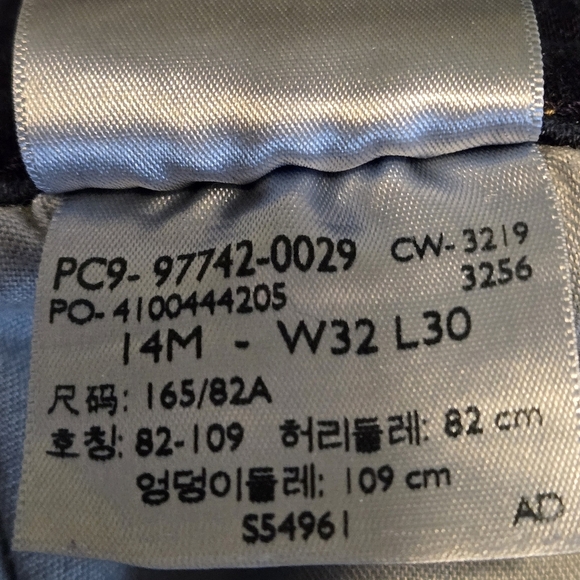 PC9-97742-0029 CW-3219
3256
PO-4100444205
14M - W32 L30
尺码: 165/82A
호칭: 82-109 허리둘레: 82 cm
엉덩이둘레: 109 cm
S54961 AD